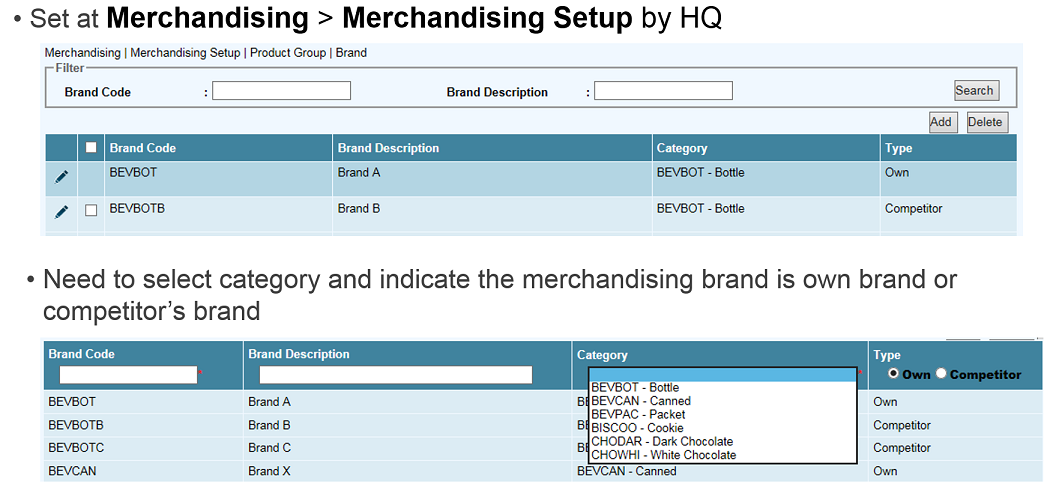 • Set at Merchandising > Merchandising Setup by HQ
Merchandising | Merchandising Setup | Product Group | Brand
Filter
Brand Code : Brand Description : Search
Add Delete
Brand Code Brand Description Category Type
BEVBOT Brand A BEVBOT - Bottle Own
BEVBOTB Brand B BEVBOT - Bottle Competitor
• Need to select category and indicate the merchandising brand is own brand or
competitor's brand
Brand Code Brand Description Category Type
* * Own Competitor
BEVBOT - Bottle
BEVCAN - Canned
BEVPAC - Packet
BISCOO - Cookie
CHODAR - Dark Chocolate
CHOWHI - White Chocolate
BEVBOT Brand A Own
BEVBOTB Brand B Competitor
BEVBOTC Brand C Competitor
BEVCAN Brand X BEVCAN - Canned Own